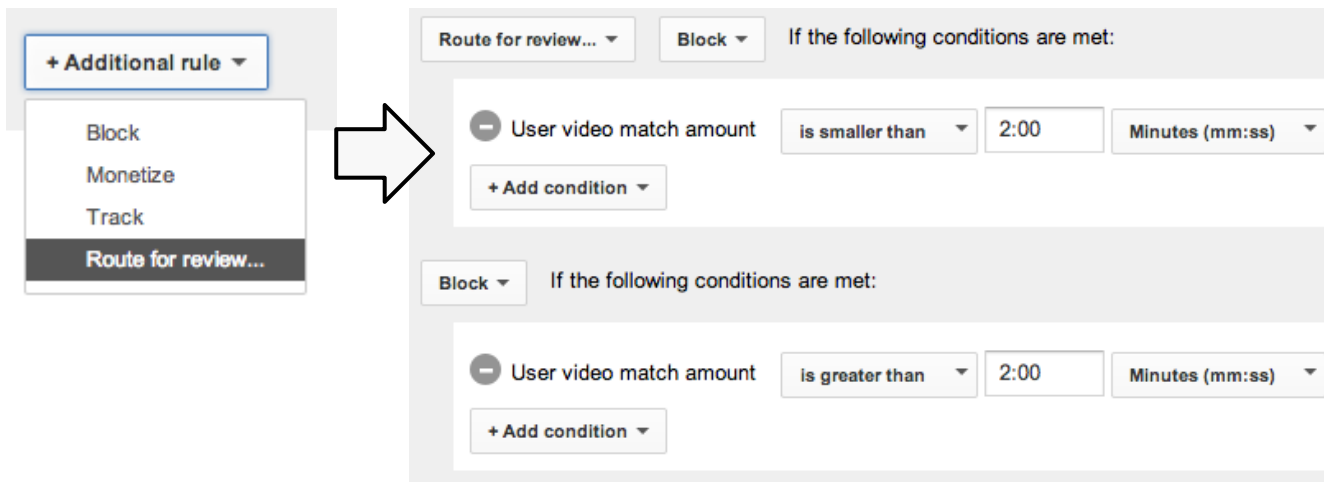 + Additional rule
Block
Monetize
Track
Route for review...
Route for review... Block If the following conditions are met:
User video match amount is smaller than 2:00 Minutes (mm:ss)
+ Add condition
Block If the following conditions are met:
User video match amount is greater than 2:00 Minutes (mm:ss)
+ Add condition